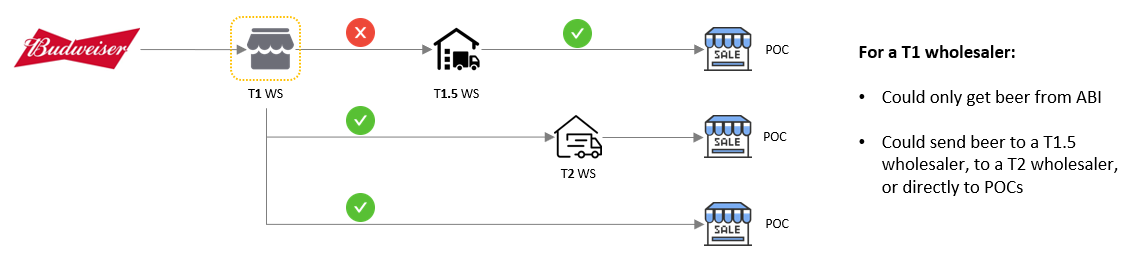 Budweiser
T1 WS
T1.5 WS
SALE
POC
T2 WS
SALE
POC
SALE
POC
For a T1 wholesaler:
• Could only get beer from ABI
• Could send beer to a T1.5
wholesaler, to a T2 wholesaler,
or directly to POCs